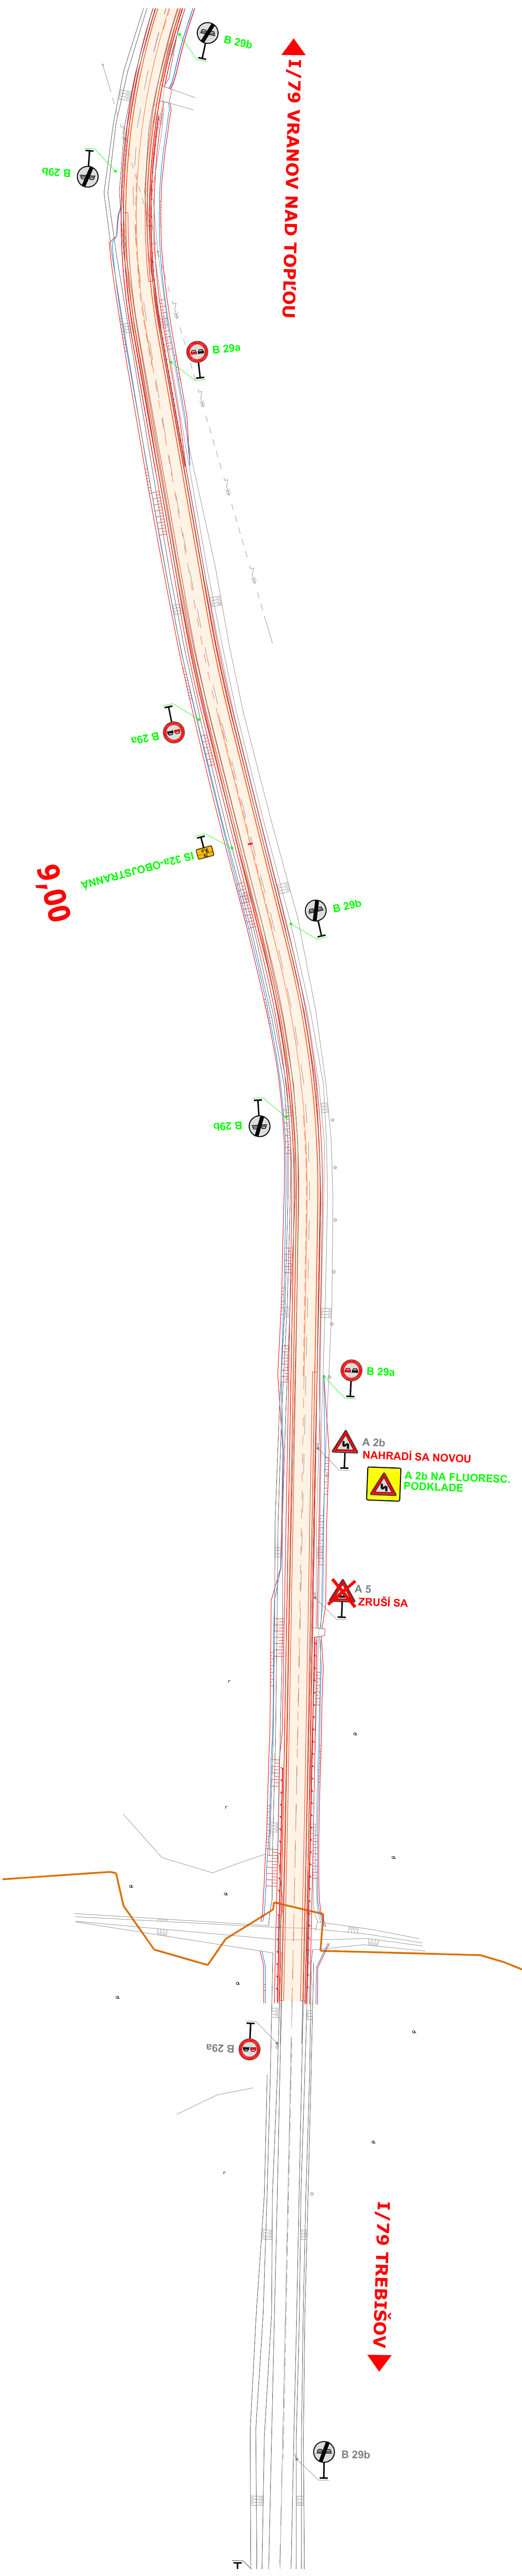 B 29b
I/79 VRANOV NAD TOPĽOU
B 29b
B 29a
B 29a
IS 32a-OBOJSTRANNÁ
9,00
B 29b
B 29b
B 29a
A 2b
NAHRADÍ SA NOVOU
A 2b NA FLUORESC.
PODKLADE
A 5
ZRUŠÍ SA
B 29a
I/79 TREBIŠOV
B 29b